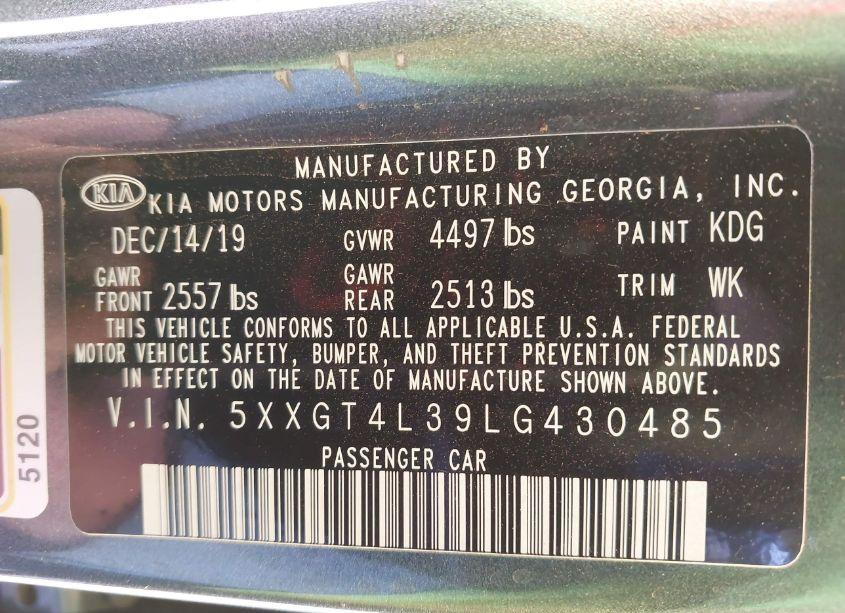 MANUFACTURED BY
KIA KIA MOTORS MANUFACTURING GEORGIA, INC.
DEC/14/19 GVWR 4497 lbs PAINT KDG
GAWR FRONT 2557 lbs GAWR REAR 2513 lbs TRIM WK
THIS VEHICLE CONFORMS TO ALL APPLICABLE U.S.A. FEDERAL
MOTOR VEHICLE SAFETY, BUMPER, AND THEFT PREVENTION STANDARDS
IN EFFECT ON THE DATE OF MANUFACTURE SHOWN ABOVE.
V.I.N. 5XXGT4L39LG430485
PASSENGER CAR
5120